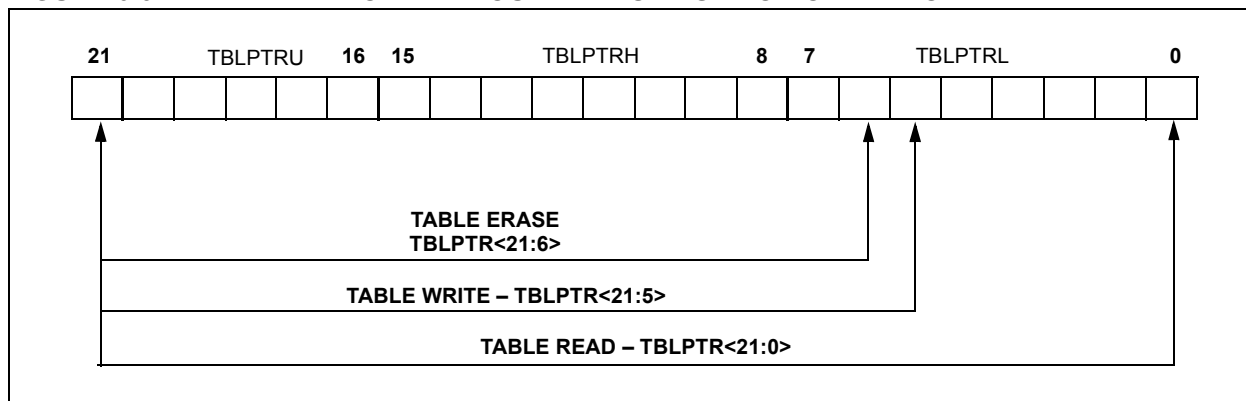 21 TBLPTRU 16 15 TBLPTRH 8 7 TBLPTRL 0
TABLE ERASE
TBLPTR<21:6>
TABLE WRITE – TBLPTR<21:5>
TABLE READ – TBLPTR<21:0>